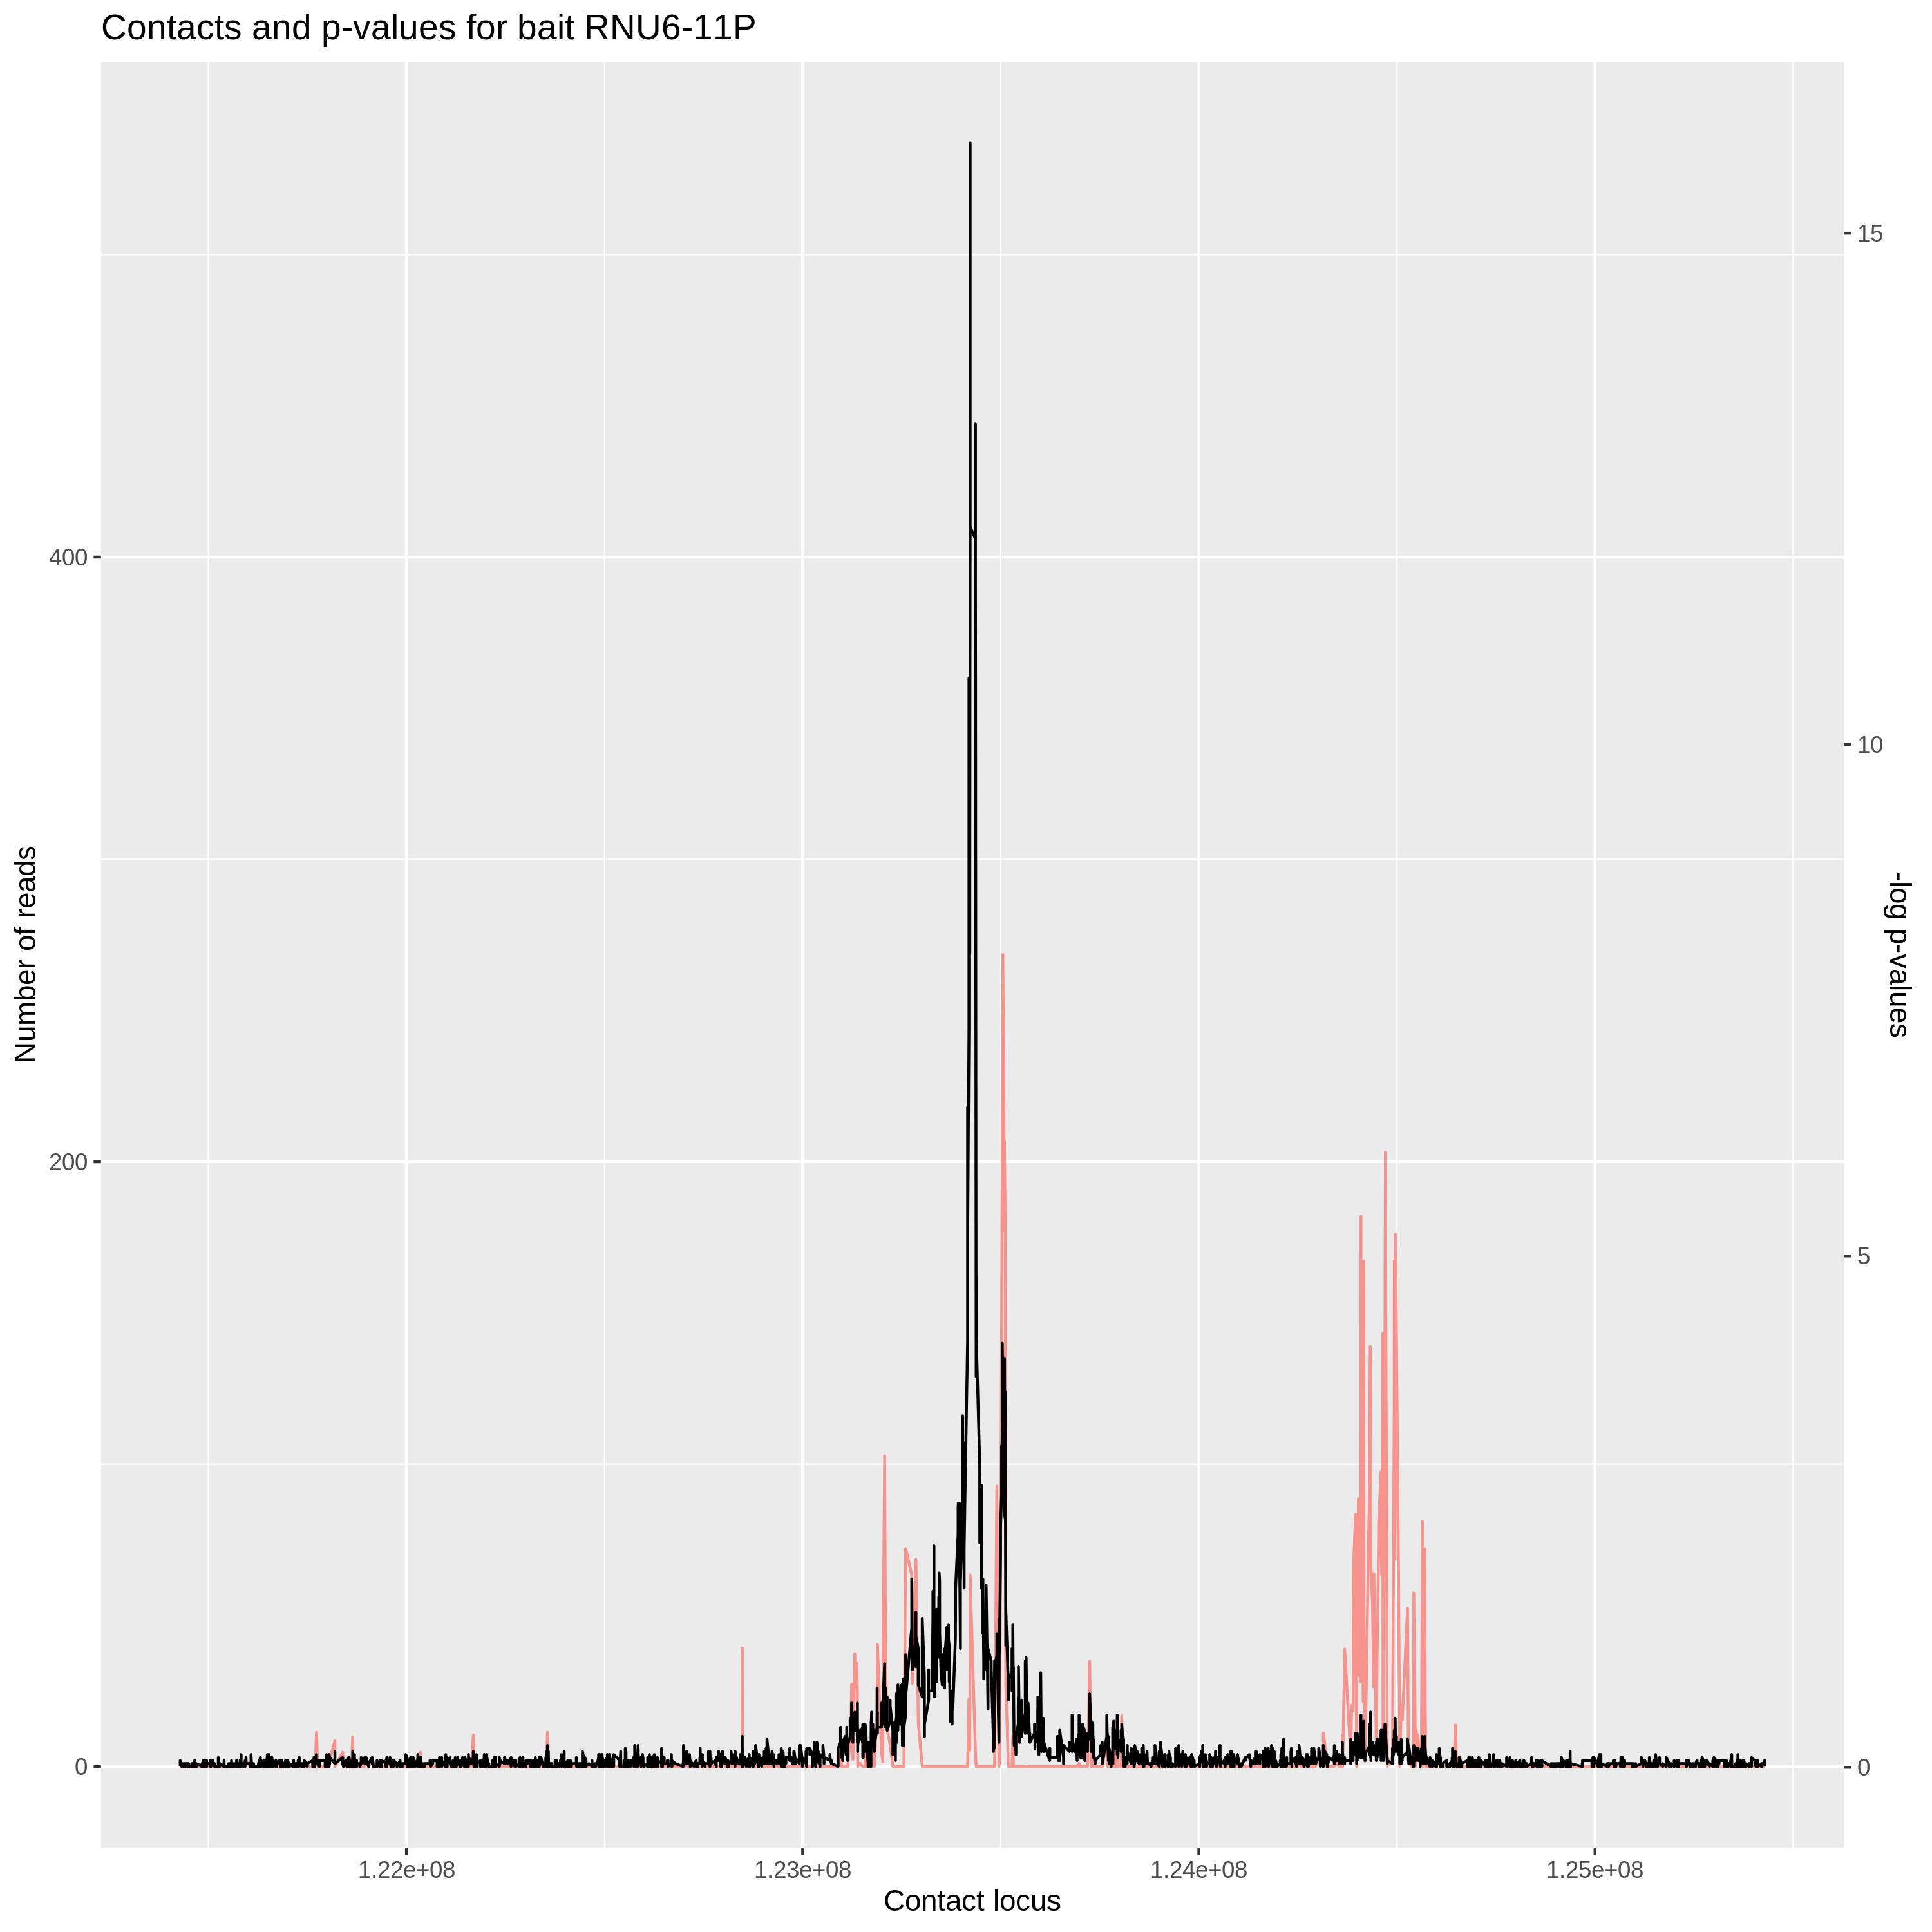 Contacts and p-values for bait RNU6-11P
Number of reads
400
200
0
15
10
5
0
-log p-values
1.22e+08
1.23e+08
1.24e+08
1.25e+08
Contact locus